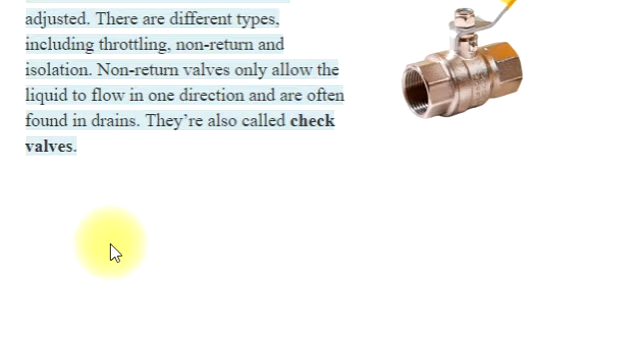 adjusted. There are different types,
including throttling, non-return and
isolation. Non-return valves only allow the
liquid to flow in one direction and are often
found in drains. They’re also called check
valves.